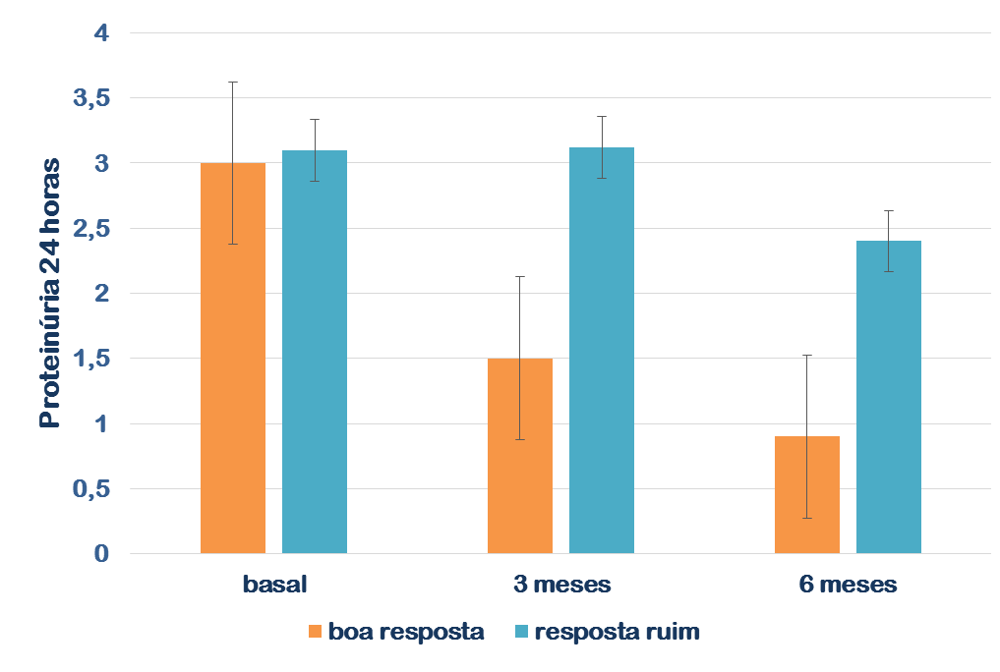 Proteinúria 24 horas
4
3,5
3
2,5
2
1,5
1
0,5
0
basal
3 meses
6 meses
boa resposta
resposta ruim